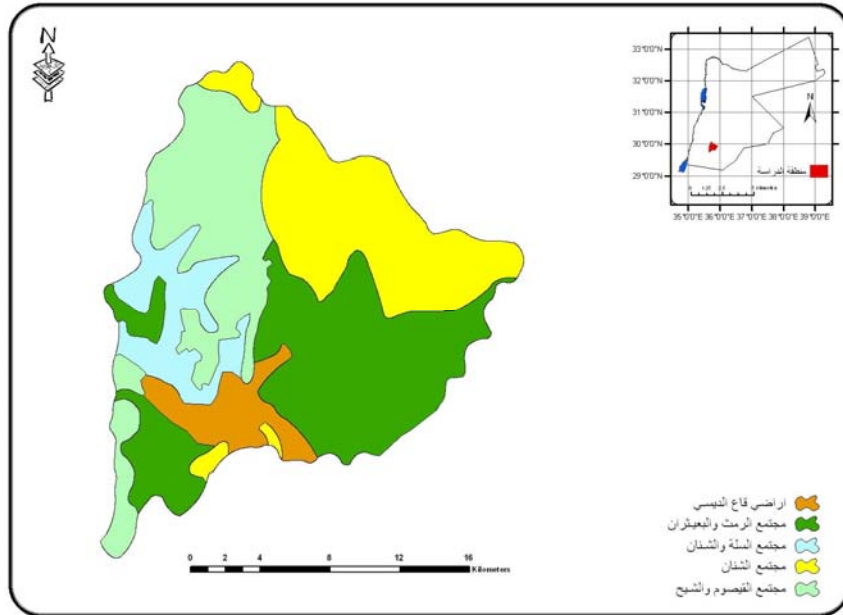 N
33°0'0"N
32°0'0"N
31°0'0"N
30°0'0"N
29°0'0"N
N
منطقة الدراسة
35°0'0"E 36°0'0"E 37°0'0"E 38°0'0"E 39°0'0"E
اراضي قاع الديسي
مجتمع الرمث والبعيثران
مجتمع السلة والشنان
مجتمع الشنان
مجتمع القيصوم والشيح
0 2 4 8 12 16
Kilometers